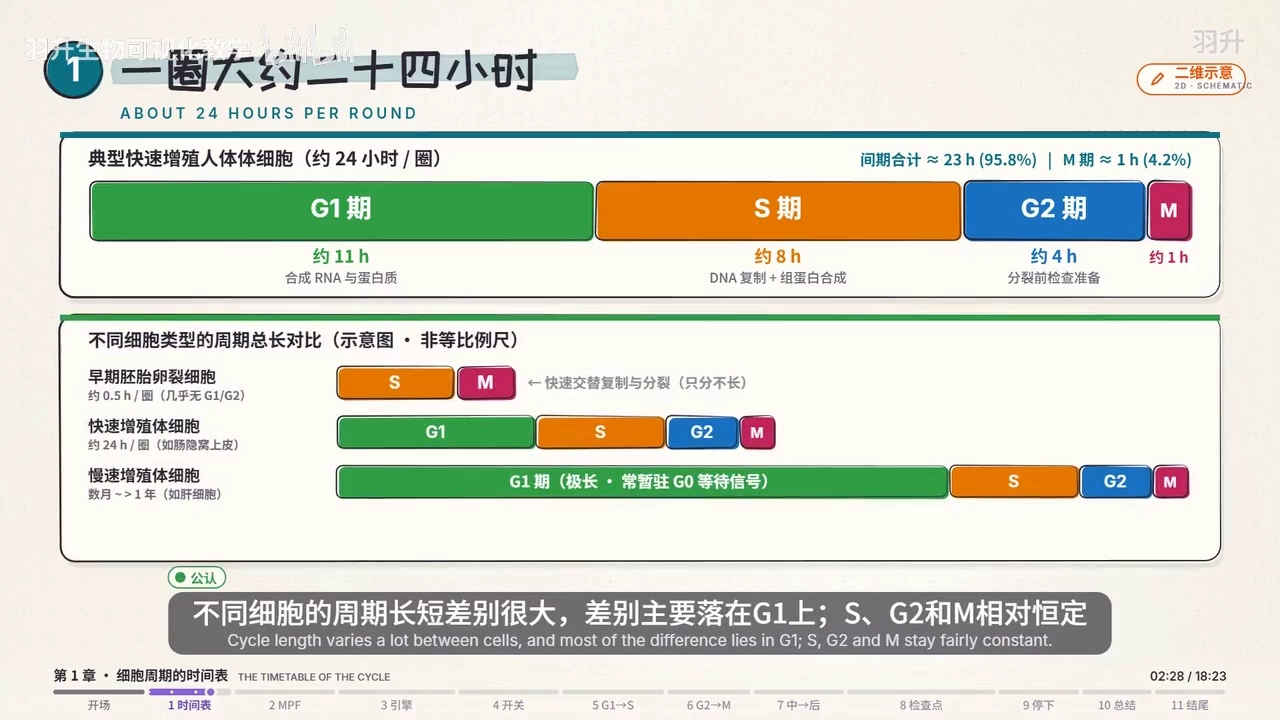 羽升生物可视化教学
羽升
1
一圈大约二十四小时
ABOUT 24 HOURS PER ROUND
二维示意
2D · SCHEMATIC
典型快速增殖人体体细胞（约 24 小时 / 圈）
间期合计 ≈ 23 h (95.8%) | M 期 ≈ 1 h (4.2%)
G1 期
S 期
G2 期
M
约 11 h
约 8 h
约 4 h
约 1 h
合成 RNA 与蛋白质
DNA 复制 + 组蛋白合成
分裂前检查准备
不同细胞类型的周期总长对比（示意图 · 非等比例尺）
早期胚胎卵裂细胞
约 0.5 h / 圈（几乎无 G1/G2）
S
M
← 快速交替复制与分裂（只分不长）
快速增殖体细胞
约 24 h / 圈（如肠隐窝上皮）
G1
S
G2
M
慢速增殖体细胞
数月 ~ > 1 年（如肝细胞）
G1 期（极长 · 常暂驻 G0 等待信号）
S
G2
M
公认
不同细胞的周期长短差别很大，差别主要落在G1上；S、G2和M相对恒定
Cycle length varies a lot between cells, and most of the difference lies in G1; S, G2 and M stay fairly constant.
第 1 章 · 细胞周期的时间表 THE TIMETABLE OF THE CYCLE
02:28 / 18:23
开场
1 时间表
2 MPF
3 引擎
4 开关
5 G1→S
6 G2→M
7 中→后
8 检查点
9 停下
10 总结
11 结尾